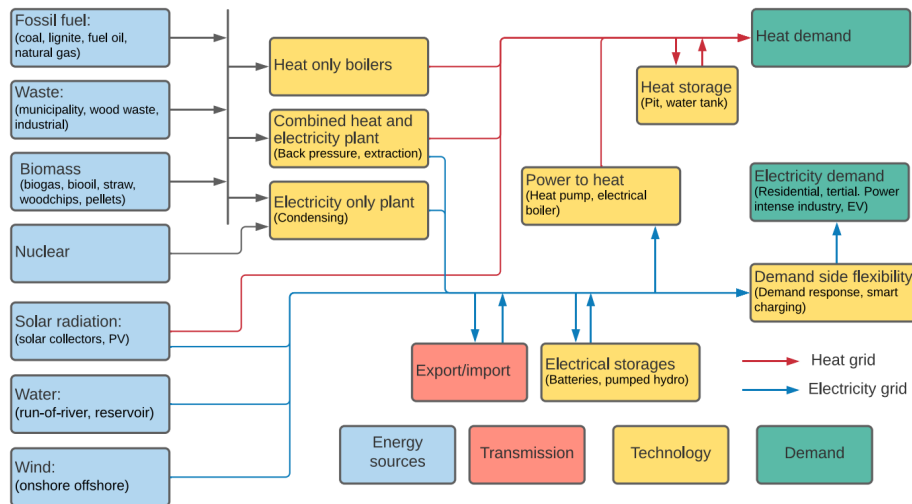 Fossil fuel:
(coal, lignite, fuel oil,
natural gas)
Waste:
(municipality, wood waste,
industrial)
Biomass
(biogas, biooil, straw,
woodchips, pellets)
Nuclear
Solar radiation:
(solar collectors, PV)
Water:
(run-of-river, reservoir)
Wind:
(onshore offshore)
Heat only boilers
Combined heat and
electricity plant
(Back pressure, extraction)
Electricity only plant
(Condensing)
Heat demand
Heat storage
(Pit, water tank)
Power to heat
(Heat pump, electrical
boiler)
Electricity demand
(Residential, tertial. Power
intense industry, EV)
Demand side flexibility
(Demand response, smart
charging)
Export/import
Electrical storages
(Batteries, pumped hydro)
Heat grid
Electricity grid
Energy
sources
Transmission
Technology
Demand